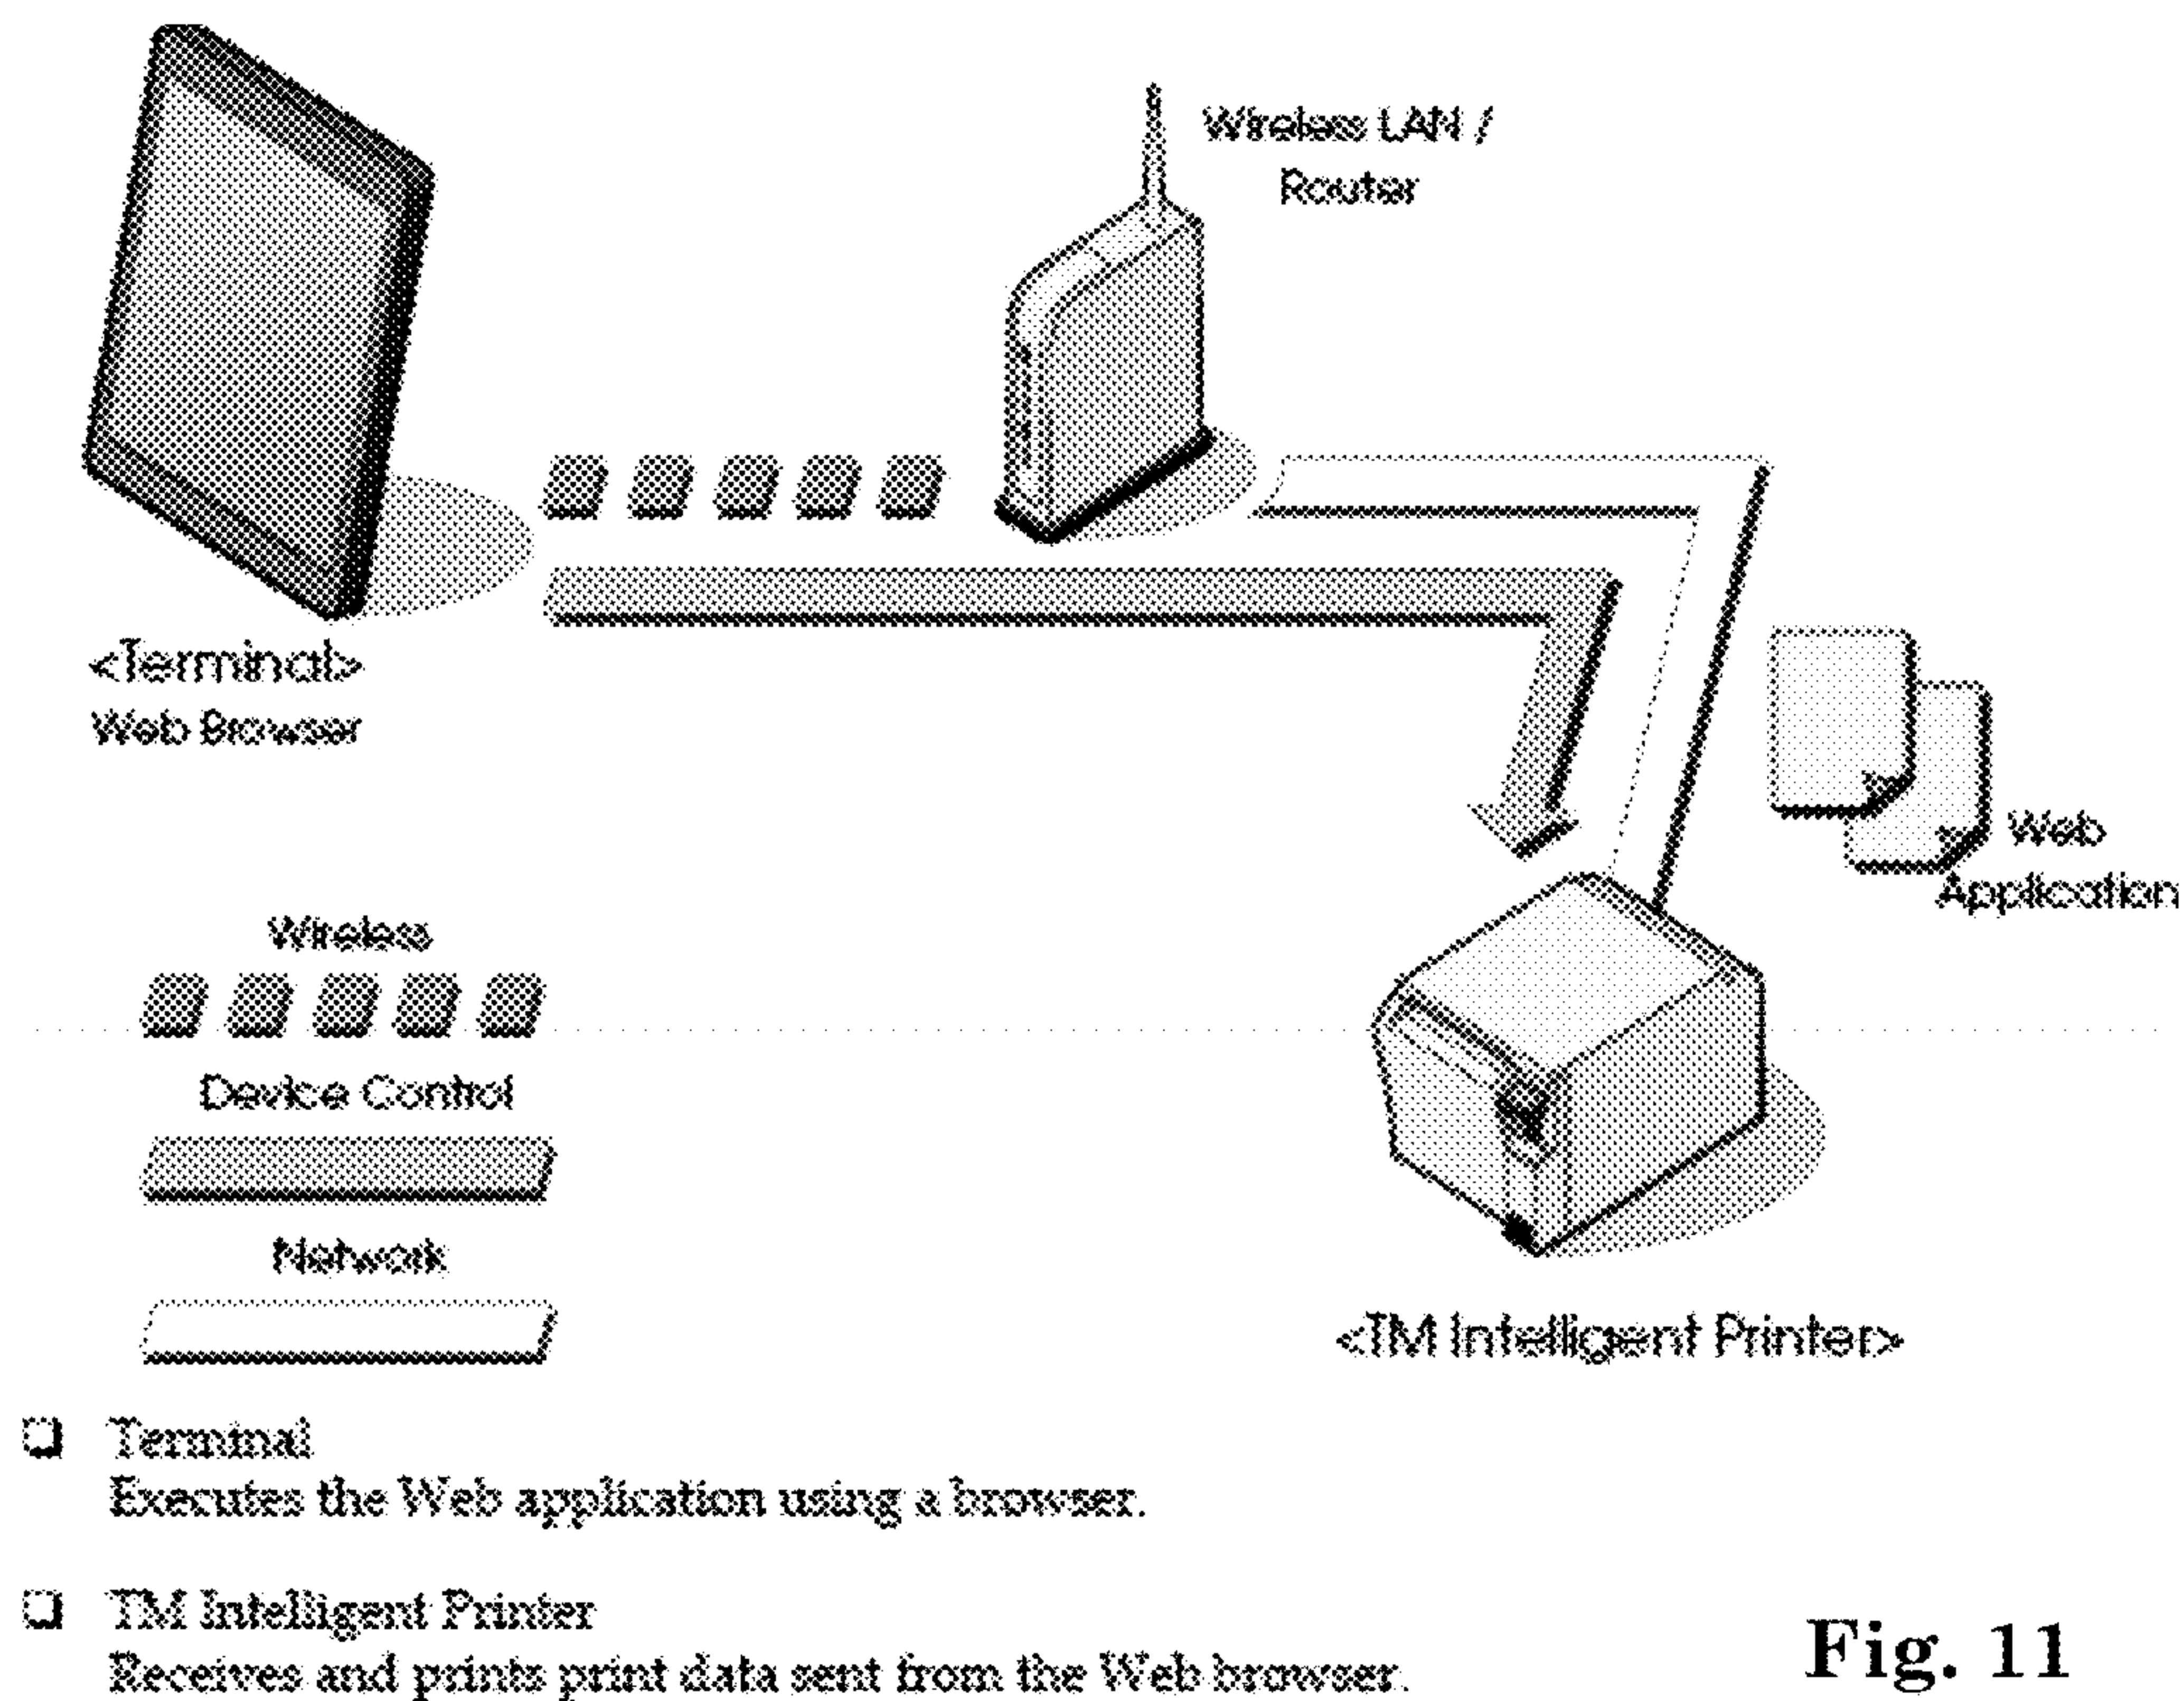 Wireless LAN /
Router
<Terminal>
Web Browser
Web
Application
Wireless
Device Control
Network
<TM Intelligent Printer>
❏ Terminal
Executes the Web application using a browser.
❏ TM Intelligent Printer
Receives and prints print data sent from the Web browser.
Fig. 11